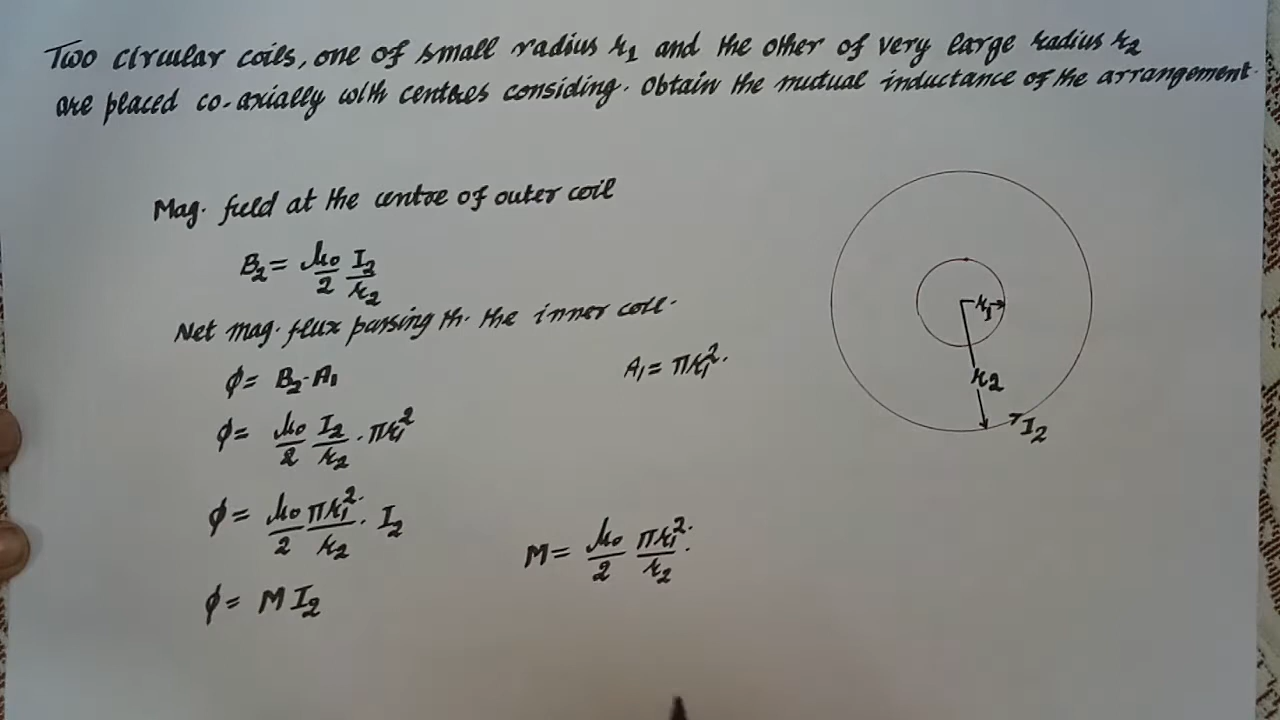 Two circular coils, one of small radius r₁ and the other of very large radius r₂
are placed co-axially with centres considing. Obtain the mutual inductance of the arrangement.
Mag. field at the centre of outer coil
B₂ = μ₀/2 I₂/r₂
Net mag. flux passing th. the inner coil.
φ = B₂·A₁
A₁ = πr₁².
φ = μ₀/2 I₂/r₂ · πr₁²
φ = μ₀/2 πr₁²/r₂ · I₂
M = μ₀/2 πr₁²/r₂.
φ = M I₂
r₁
r₂
I₂